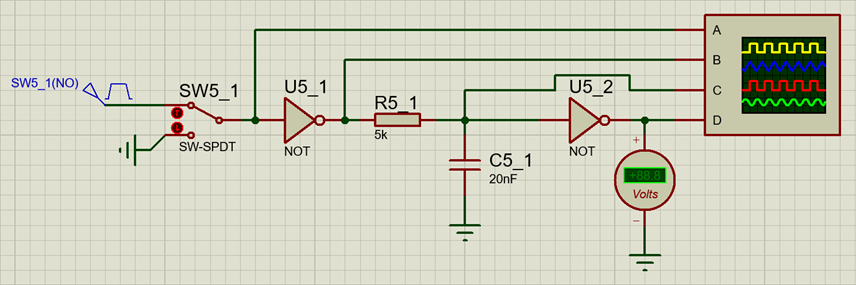 SW5_1(NO)
SW5_1
SW-SPDT
U5_1
NOT
R5_1
5k
C5_1
20nF
U5_2
NOT
+88.8
Volts
+
A
B
C
D